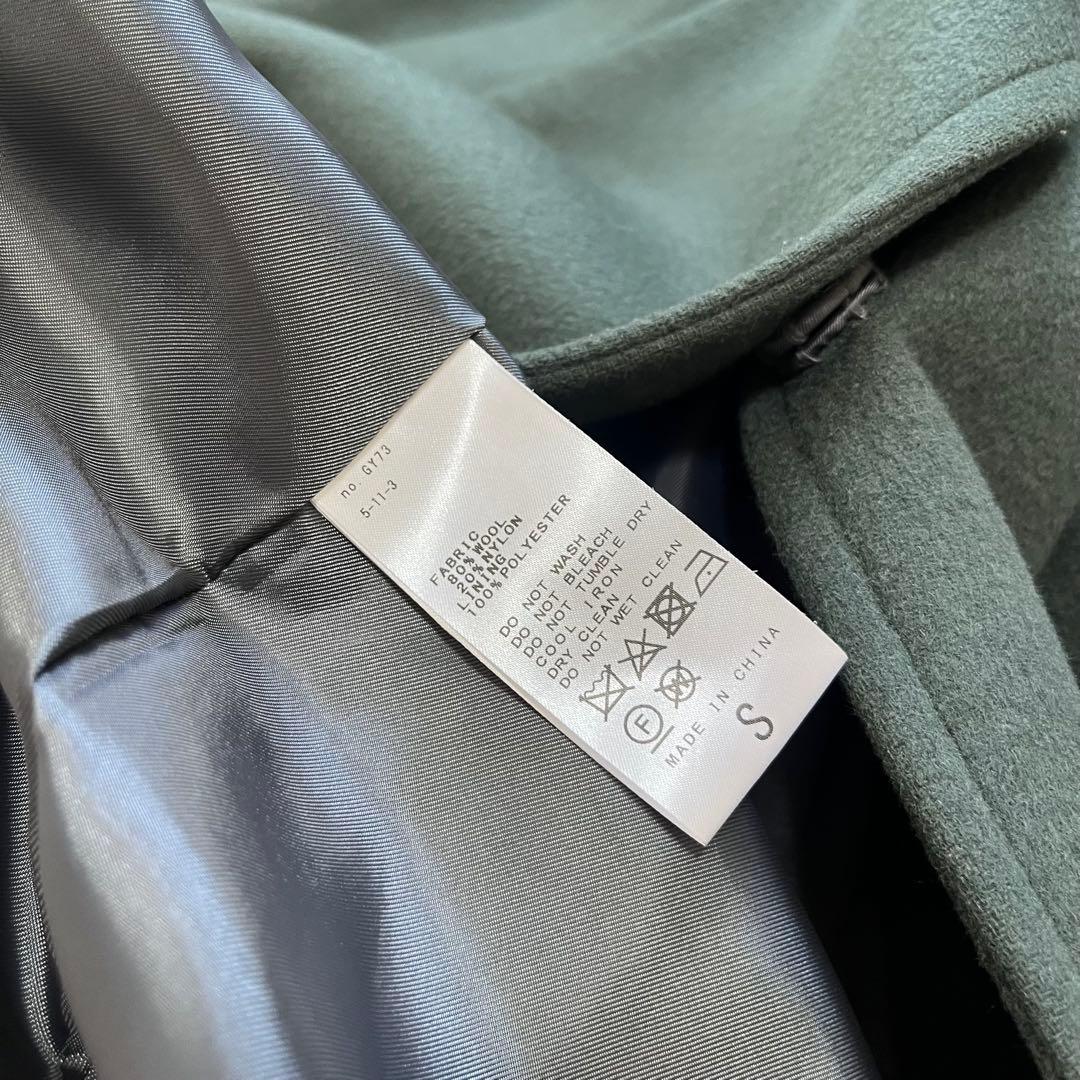 no. GY73
5-11-3
FABRIC
80% WOOL
20% NYLON
LINING
100% POLYESTER
DO NOT WASH
DO NOT BLEACH
DO NOT TUMBLE DRY
COOL IRON
DRY CLEAN
DO NOT WET CLEAN
F
W
MADE IN CHINA
S